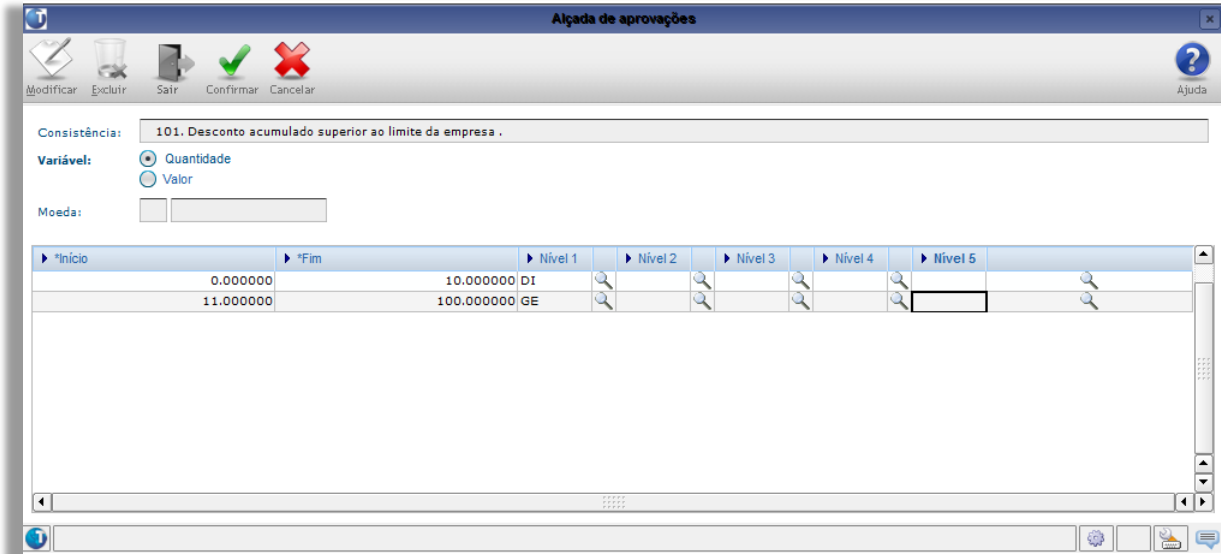 Alçada de aprovações
Modificar Excluir Sair Confirmar Cancelar Ajuda
Consistência: 101. Desconto acumulado superior ao limite da empresa .
Variável: Quantidade
Valor
Moeda:
*Início *Fim Nível 1 Nível 2 Nível 3 Nível 4 Nível 5
0.000000 10.000000 DI
11.000000 100.000000 GE